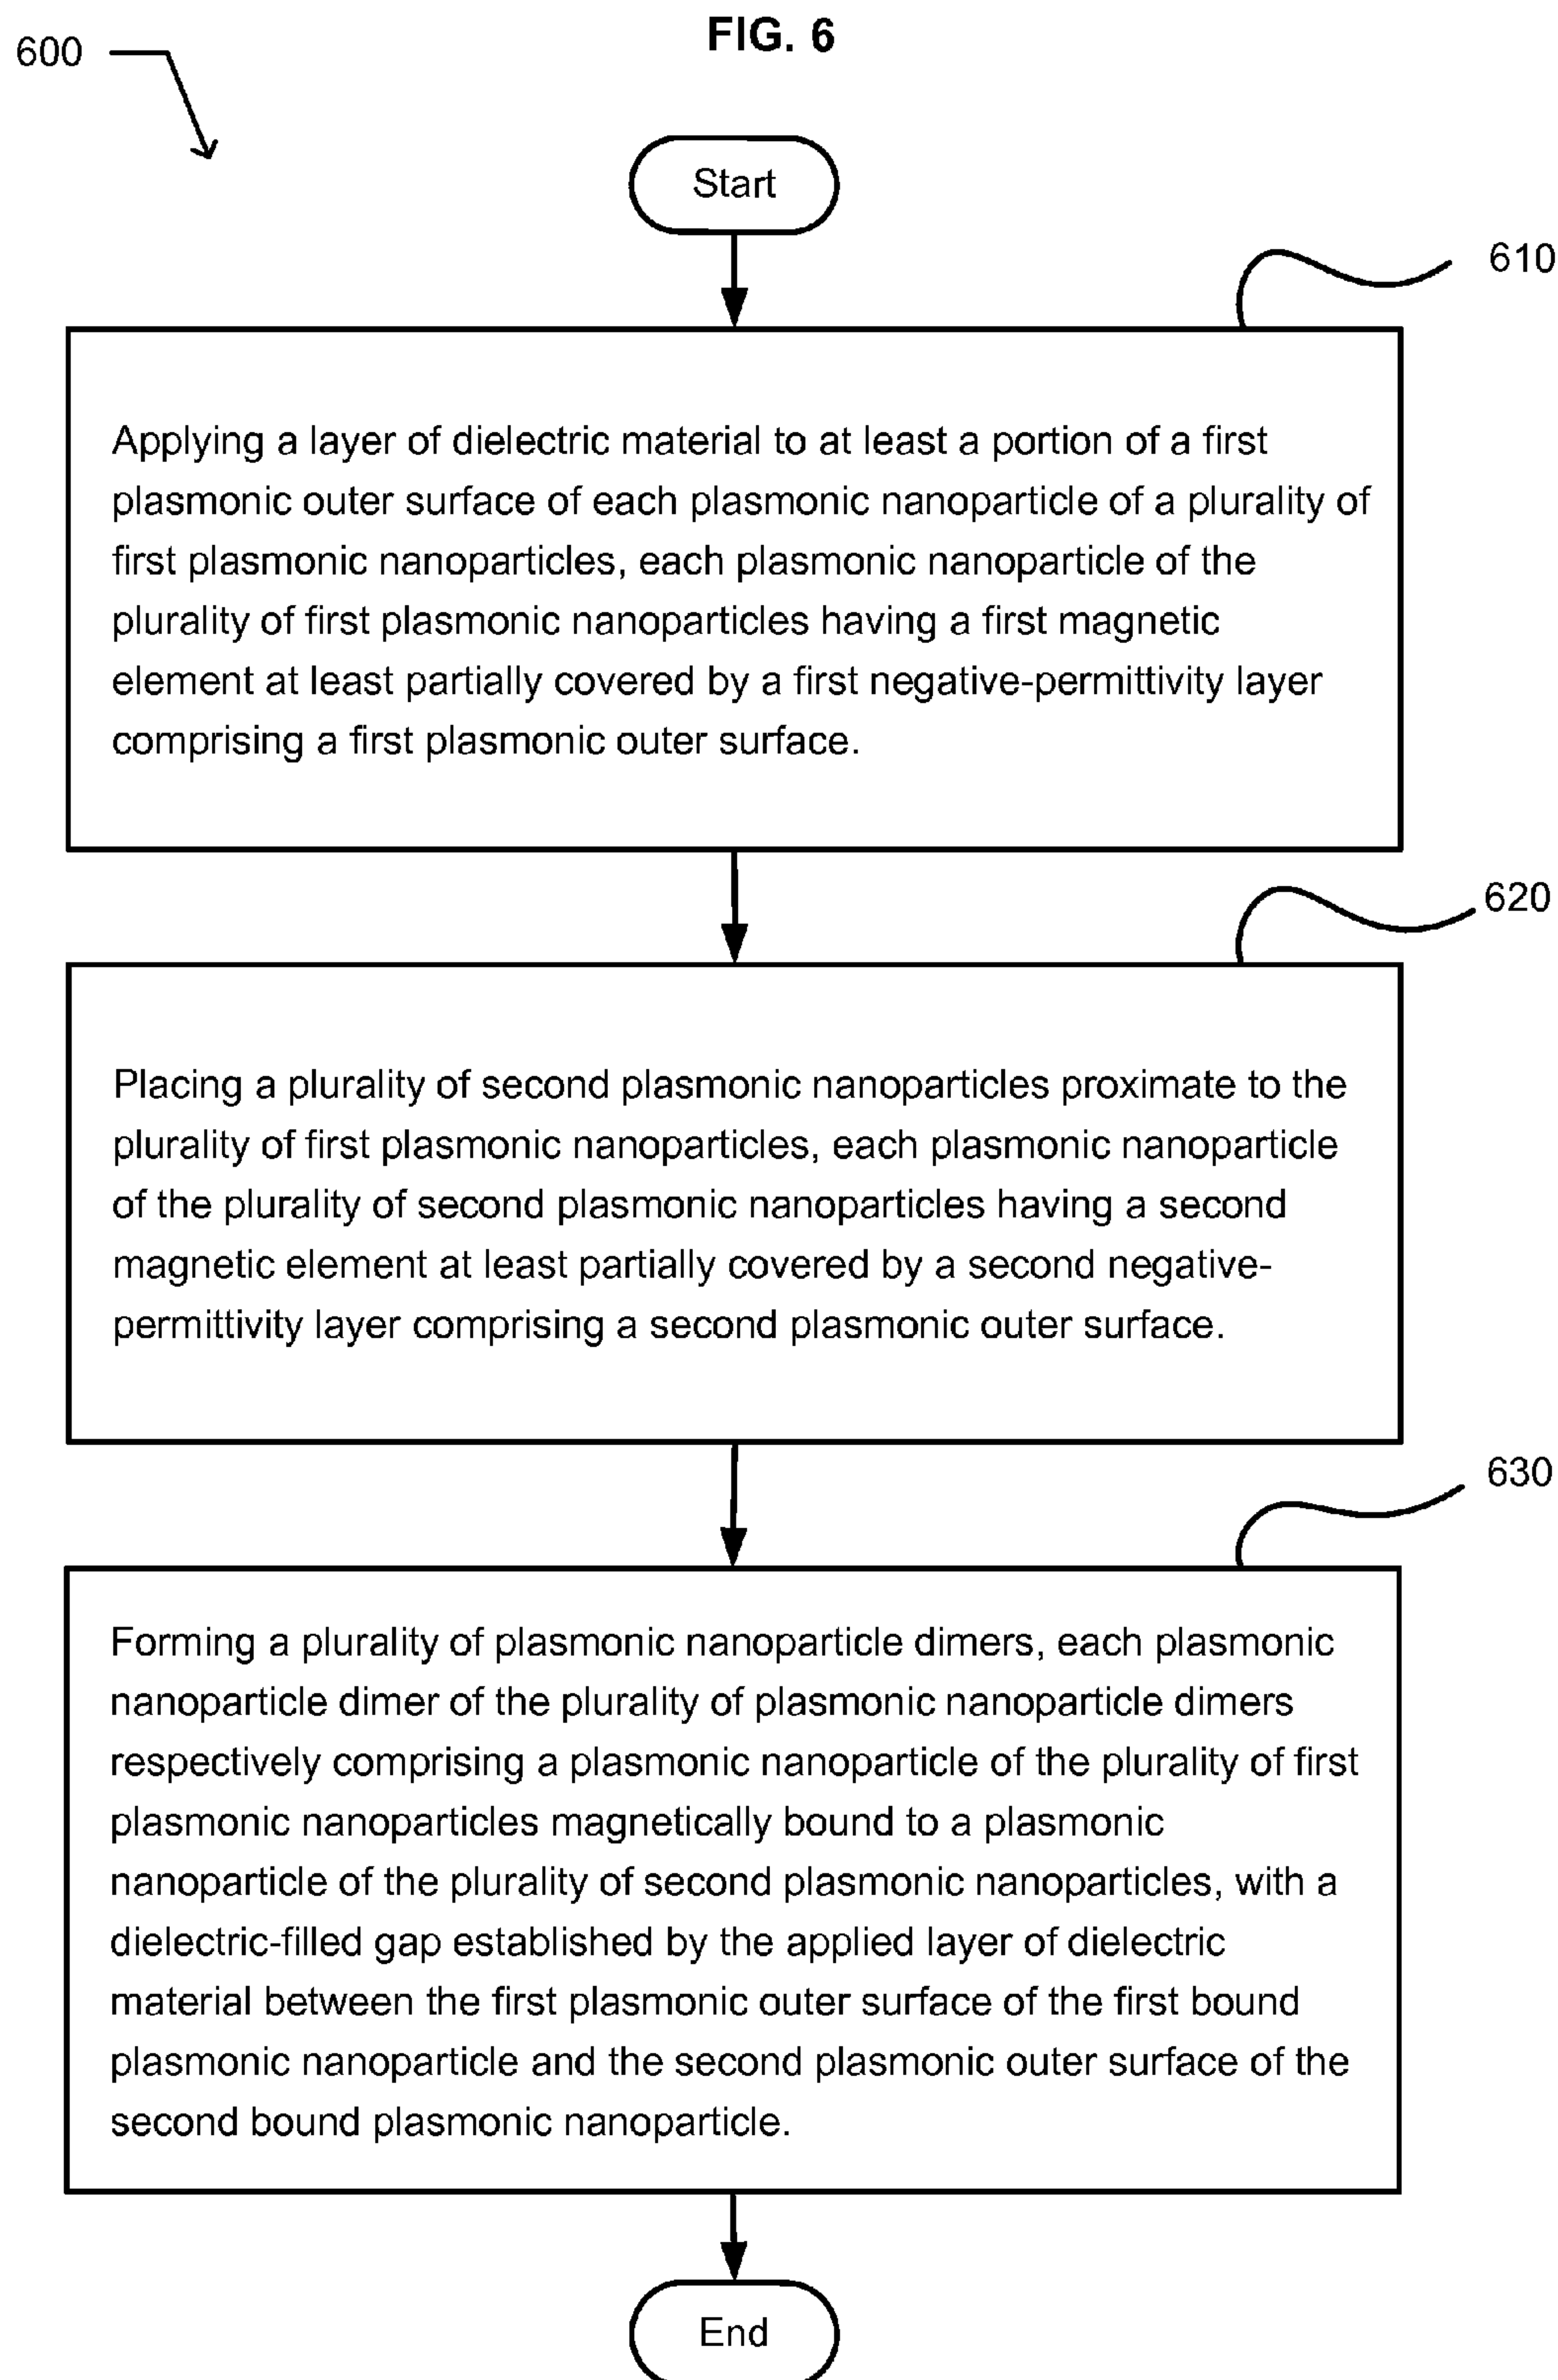 FIG. 6
600
Start
610
Applying a layer of dielectric material to at least a portion of a first
plasmonic outer surface of each plasmonic nanoparticle of a plurality of
first plasmonic nanoparticles, each plasmonic nanoparticle of the
plurality of first plasmonic nanoparticles having a first magnetic
element at least partially covered by a first negative-permittivity layer
comprising a first plasmonic outer surface.
620
Placing a plurality of second plasmonic nanoparticles proximate to the
plurality of first plasmonic nanoparticles, each plasmonic nanoparticle
of the plurality of second plasmonic nanoparticles having a second
magnetic element at least partially covered by a second negative-
permittivity layer comprising a second plasmonic outer surface.
630
Forming a plurality of plasmonic nanoparticle dimers, each plasmonic
nanoparticle dimer of the plurality of plasmonic nanoparticle dimers
respectively comprising a plasmonic nanoparticle of the plurality of first
plasmonic nanoparticles magnetically bound to a plasmonic
nanoparticle of the plurality of second plasmonic nanoparticles, with a
dielectric-filled gap established by the applied layer of dielectric
material between the first plasmonic outer surface of the first bound
plasmonic nanoparticle and the second plasmonic outer surface of the
second bound plasmonic nanoparticle.
End